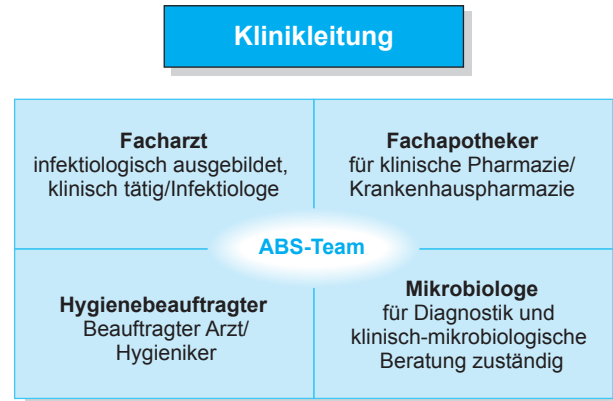 Klinikleitung
Facharzt
infektiologisch ausgebildet,
klinisch tätig/Infektiologe
Fachapotheker
für klinische Pharmazie/
Krankenhauspharmazie
ABS-Team
Hygienebeauftragter
Beauftragter Arzt/
Hygieniker
Mikrobiologe
für Diagnostik und
klinisch-mikrobiologische
Beratung zuständig